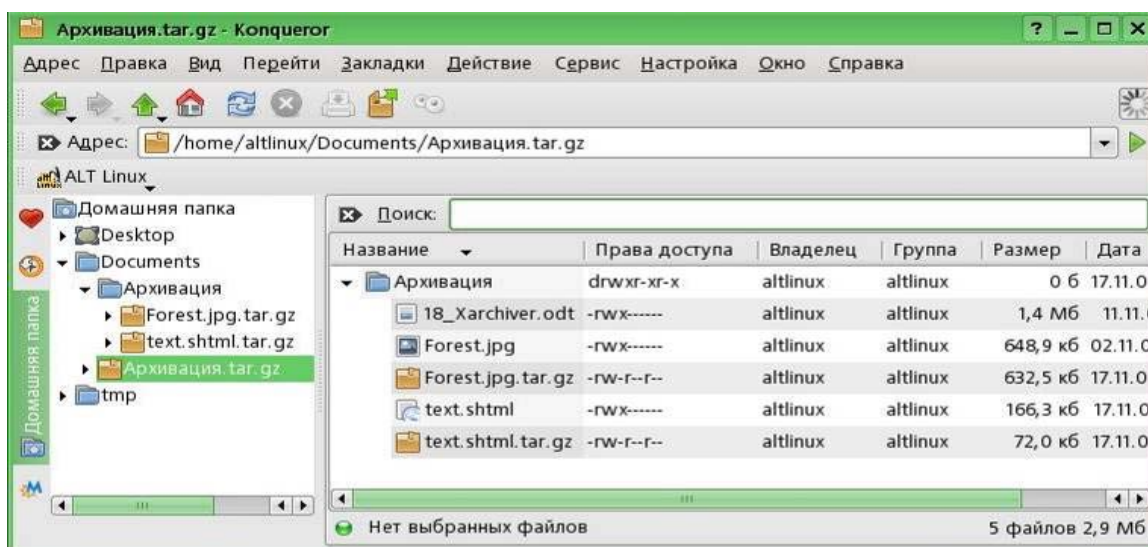 Архивация.tar.gz - Konqueror
Адрес Правка Вид Перейти Закладки Действие Сервис Настройка Окно Справка
Адрес: /home/altlinux/Documents/Архивация.tar.gz
ALT Linux
Домашняя папка
Домашняя папка
Desktop
Documents
Архивация
Forest.jpg.tar.gz
text.shtml.tar.gz
Архивация.tar.gz
tmp
Поиск:
Название Права доступа Владелец Группа Размер Дата
Архивация drwxr-xr-x altlinux altlinux 0 б 17.11.0
18_Xarchiver.odt -rwx------ altlinux altlinux 1,4 Мб 11.11.
Forest.jpg -rwx------ altlinux altlinux 648,9 кб 02.11.0
Forest.jpg.tar.gz -rw-r--r-- altlinux altlinux 632,5 кб 17.11.0
text.shtml -rwx------ altlinux altlinux 166,3 кб 17.11.0
text.shtml.tar.gz -rw-r--r-- altlinux altlinux 72,0 кб 17.11.0
Нет выбранных файлов 5 файлов 2,9 Мб